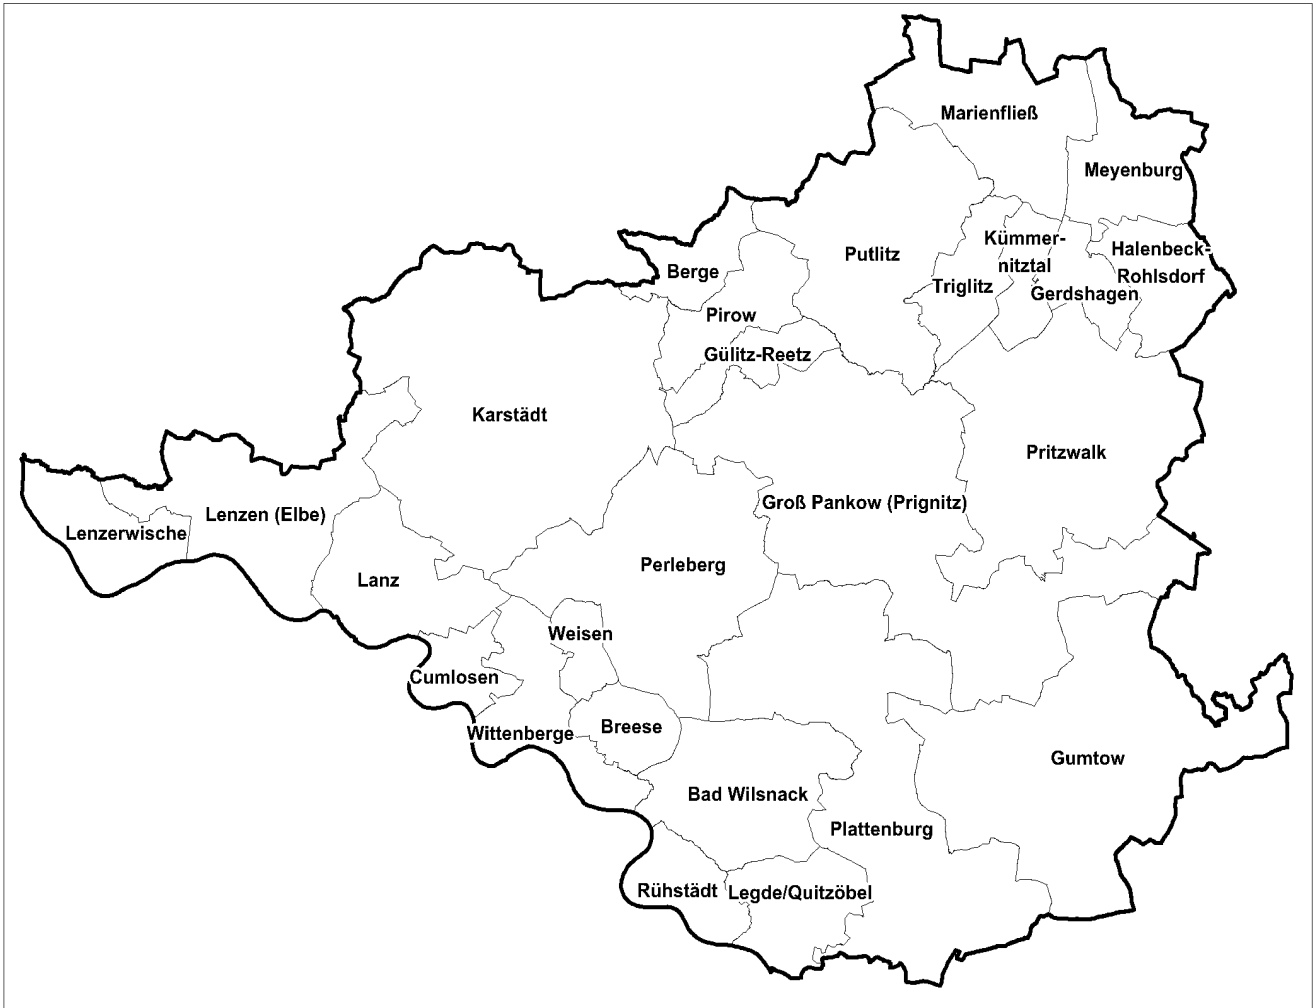 Marienfließ
Meyenburg
Kümmer-
nitztal
Halenbeck-
Rohlsdorf
Putlitz
Berge
Triglitz
Gerdshagen
Pirow
Gülitz-Reetz
Karstädt
Pritzwalk
Groß Pankow (Prignitz)
Lenzen (Elbe)
Lenzerwische
Perleberg
Lanz
Weisen
Cumlosen
Breese
Wittenberge
Gumtow
Bad Wilsnack
Plattenburg
Rühstädt
Legde/Quitzöbel